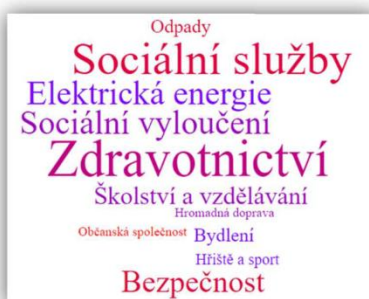 Odpady
Sociální služby
Elektrická energie
Sociální vyloučení
Zdravotnictví
Školství a vzdělávání
Hromadná doprava
Občanská společnost Bydlení
Hřiště a sport
Bezpečnost